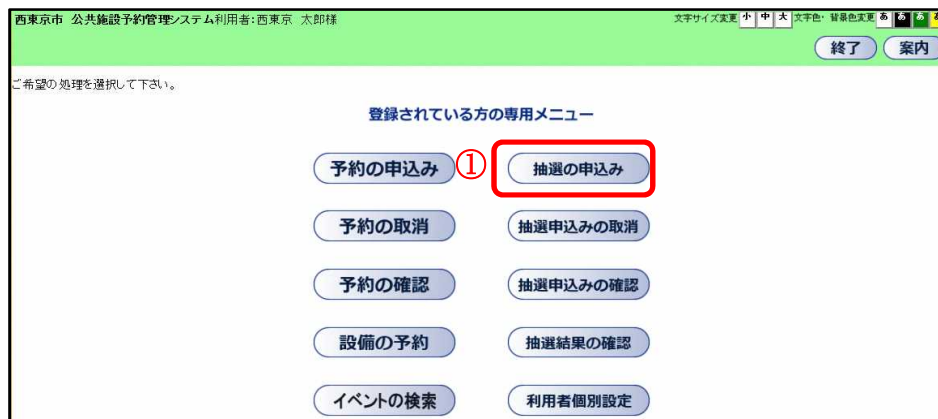 西東京市 公共施設予約管理システム利用者:西東京 太郎様
文字サイズ変更 小 中 大 文字色・背景色変更 あ あ あ あ
終了 案内
ご希望の処理を選択して下さい。
登録されている方の専用メニュー
予約の申込み ① 抽選の申込み
予約の取消 抽選申込みの取消
予約の確認 抽選申込みの確認
設備の予約 抽選結果の確認
イベントの検索 利用者個別設定